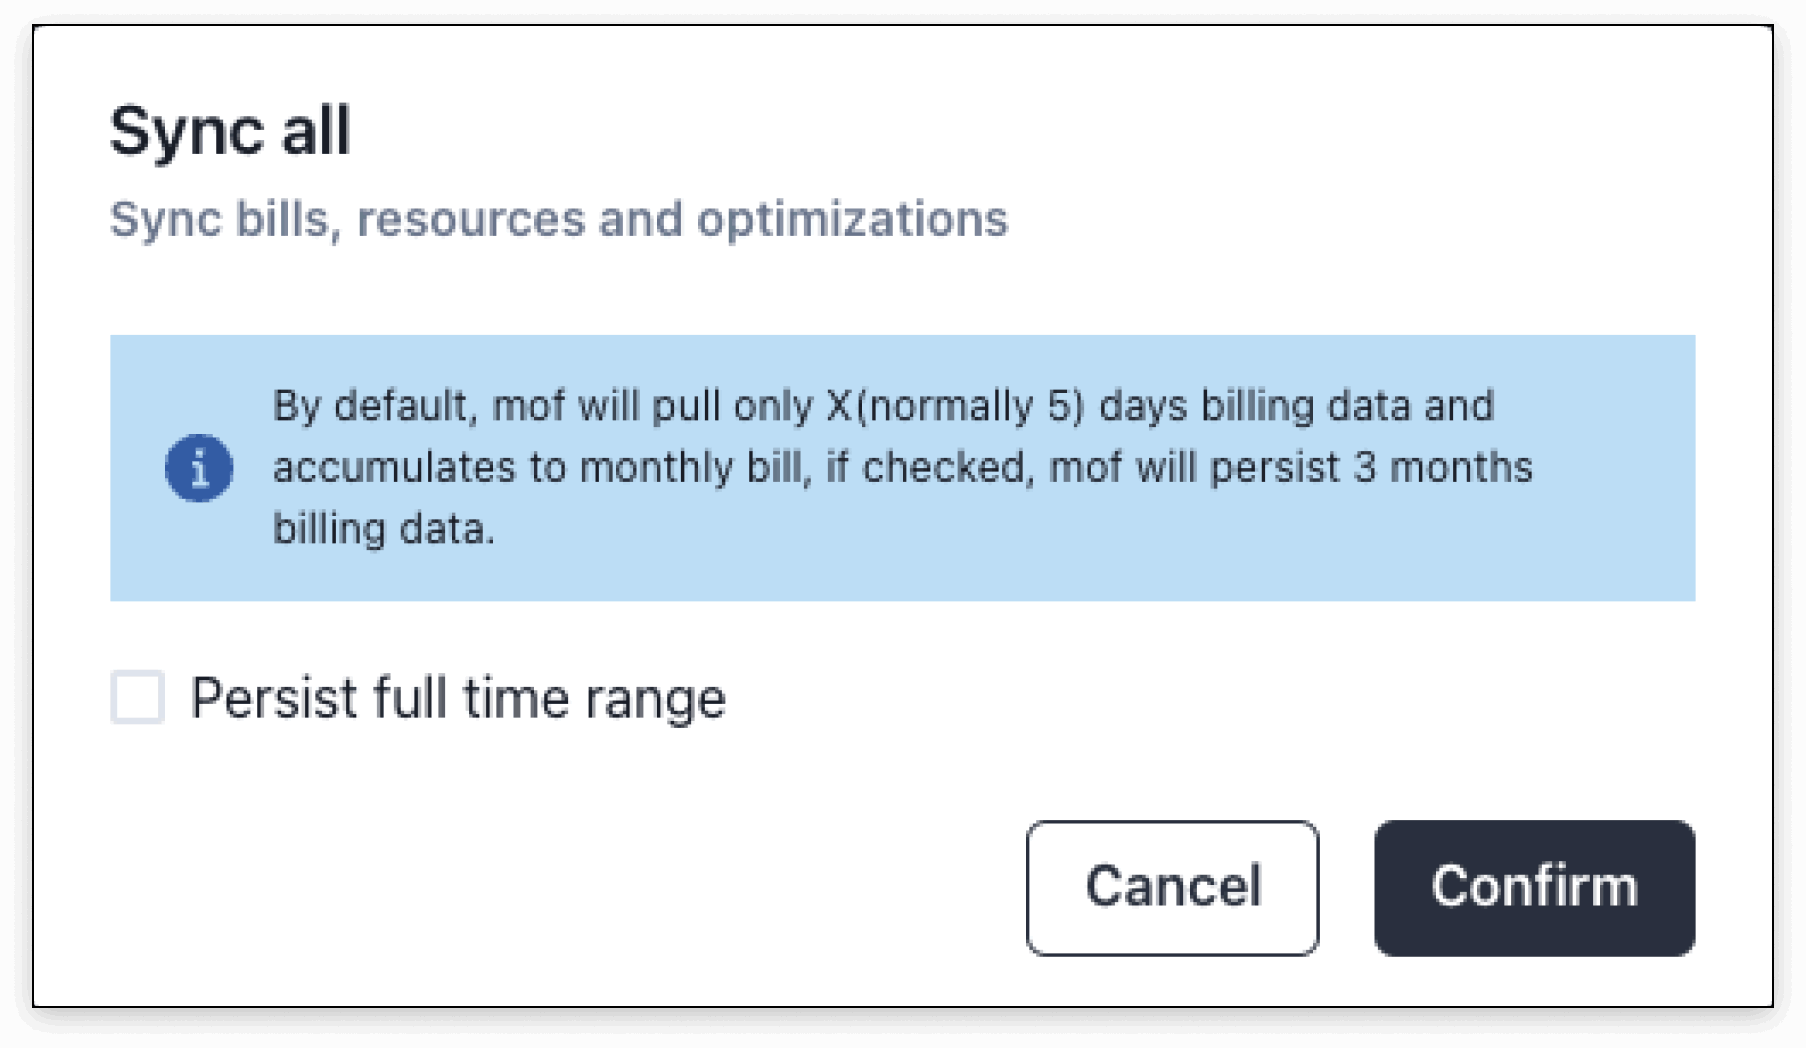 Sync all
Sync bills, resources and optimizations
By default, mof will pull only X(normally 5) days billing data and
accumulates to monthly bill, if checked, mof will persist 3 months
billing data.
Persist full time range
Cancel
Confirm